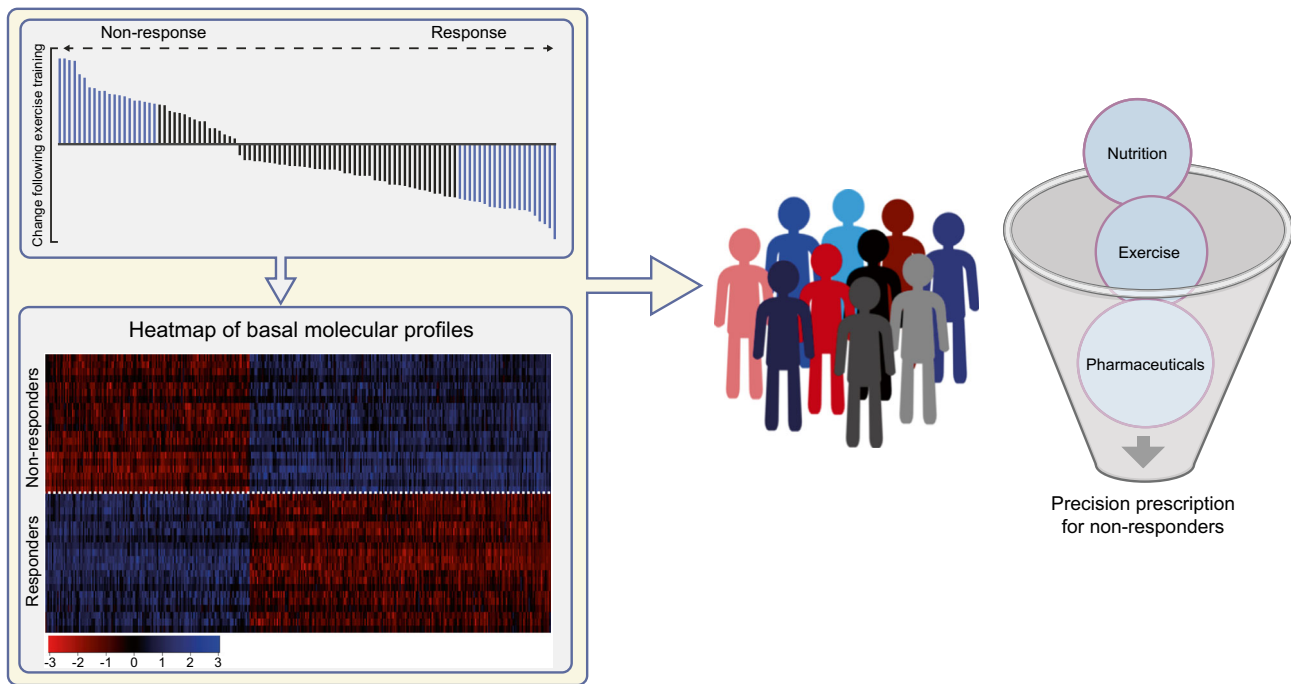 Non-response
Response
Change following exercise training
Heatmap of basal molecular profiles
Non-responders
Responders
-3 -2 -1 0 1 2 3
Nutrition
Exercise
Pharmaceuticals
Precision prescription
for non-responders